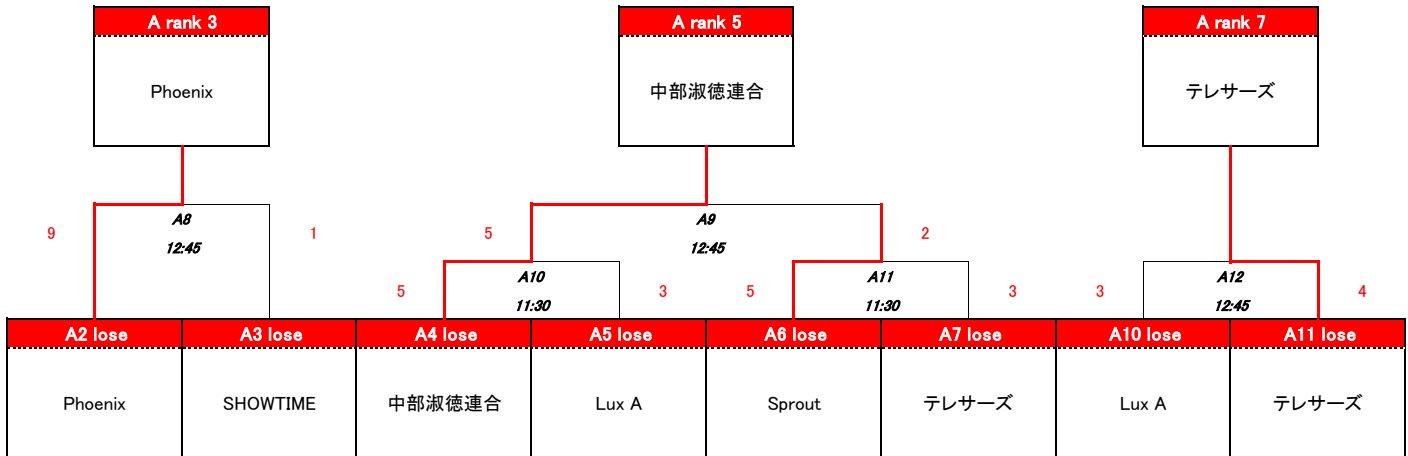 A rank 3
A rank 5
A rank 7
Phoenix
中部淑徳連合
テレサーズ
A8
A9
9
1
5
2
12:45
12:45
A10
A11
A12
5
3
5
3
3
4
11:30
11:30
12:45
A2 lose
A3 lose
A4 lose
A5 lose
A6 lose
A7 lose
A10 lose
A11 lose
Phoenix
SHOWTIME
中部淑徳連合
Lux A
Sprout
テレサーズ
Lux A
テレサーズ